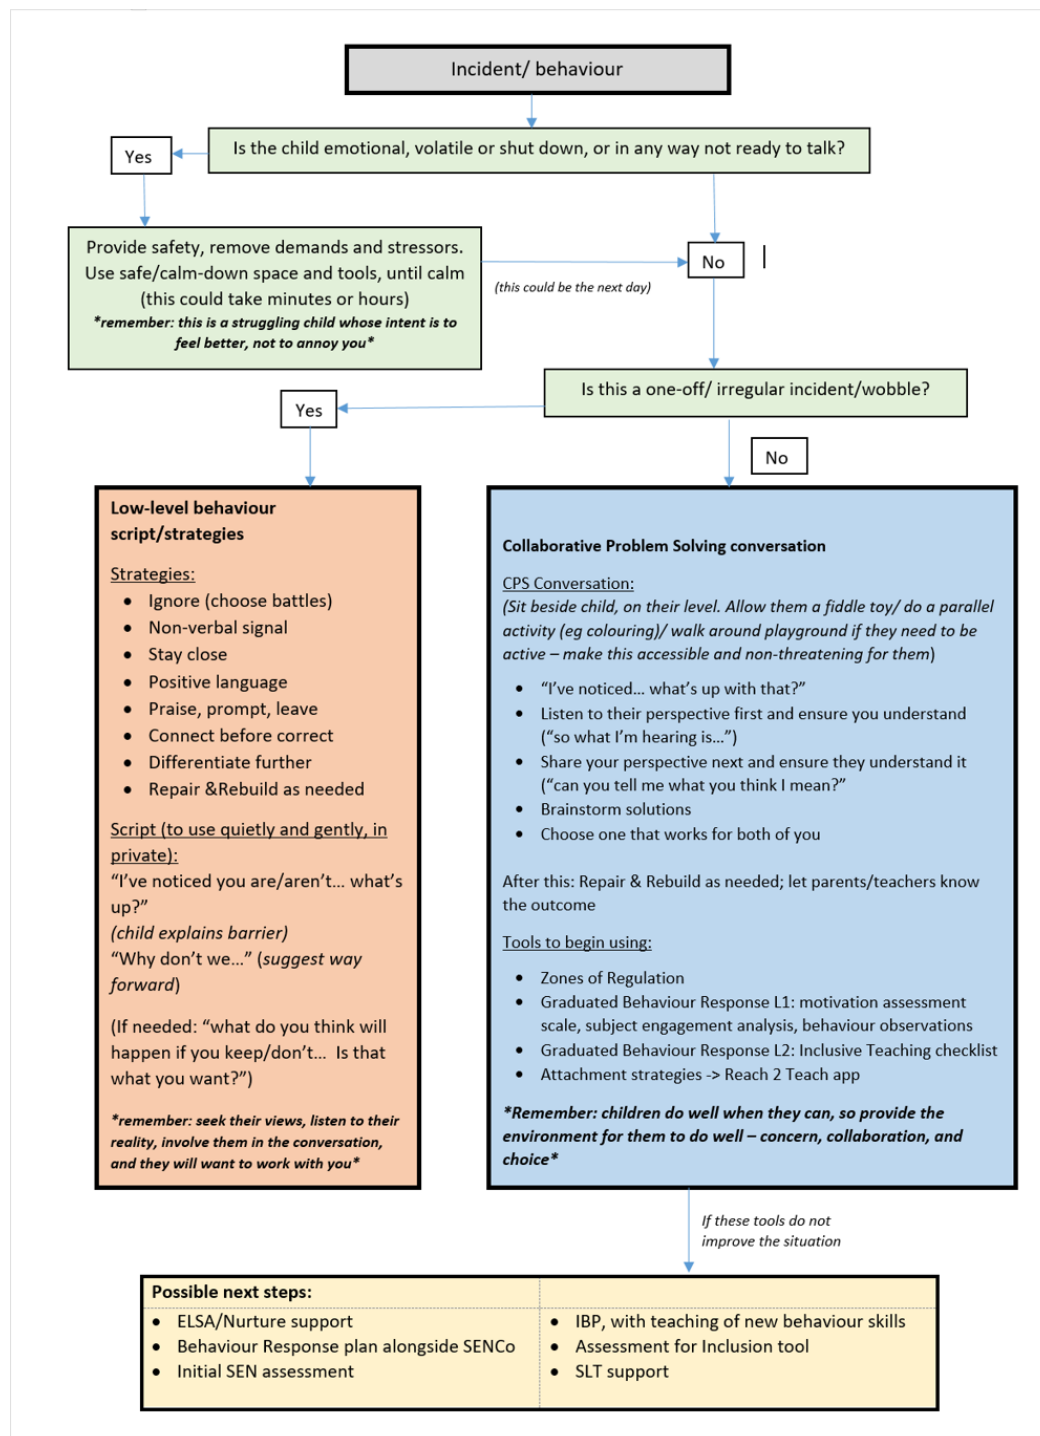 Incident/ behaviour
Is the child emotional, volatile or shut down, or in any way not ready to talk?
Yes
Provide safety, remove demands and stressors.
Use safe/calm-down space and tools, until calm
(this could take minutes or hours)
*remember: this is a struggling child whose intent is to
feel better, not to annoy you*
(this could be the next day)
No
Is this a one-off/ irregular incident/wobble?
Yes
No
Low-level behaviour
script/strategies
Strategies:
• Ignore (choose battles)
• Non-verbal signal
• Stay close
• Positive language
• Praise, prompt, leave
• Connect before correct
• Differentiate further
• Repair &Rebuild as needed
Script (to use quietly and gently, in
private):
“I’ve noticed you are/aren’t… what’s
up?”
(child explains barrier)
“Why don’t we…” (suggest way
forward)
(If needed: “what do you think will
happen if you keep/don’t… Is that
what you want?”)
*remember: seek their views, listen to their
reality, involve them in the conversation,
and they will want to work with you*
Collaborative Problem Solving conversation
CPS Conversation:
(Sit beside child, on their level. Allow them a fiddle toy/ do a parallel
activity (eg colouring)/ walk around playground if they need to be
active – make this accessible and non-threatening for them)
• “I’ve noticed… what’s up with that?”
• Listen to their perspective first and ensure you understand
(“so what I’m hearing is…”)
• Share your perspective next and ensure they understand it
(“can you tell me what you think I mean?”
• Brainstorm solutions
• Choose one that works for both of you
After this: Repair & Rebuild as needed; let parents/teachers know
the outcome
Tools to begin using:
• Zones of Regulation
• Graduated Behaviour Response L1: motivation assessment
scale, subject engagement analysis, behaviour observations
• Graduated Behaviour Response L2: Inclusive Teaching checklist
• Attachment strategies -> Reach 2 Teach app
*Remember: children do well when they can, so provide the
environment for them to do well – concern, collaboration, and
choice*
If these tools do not
improve the situation
Possible next steps:
• ELSA/Nurture support
• Behaviour Response plan alongside SENCo
• Initial SEN assessment
• IBP, with teaching of new behaviour skills
• Assessment for Inclusion tool
• SLT support